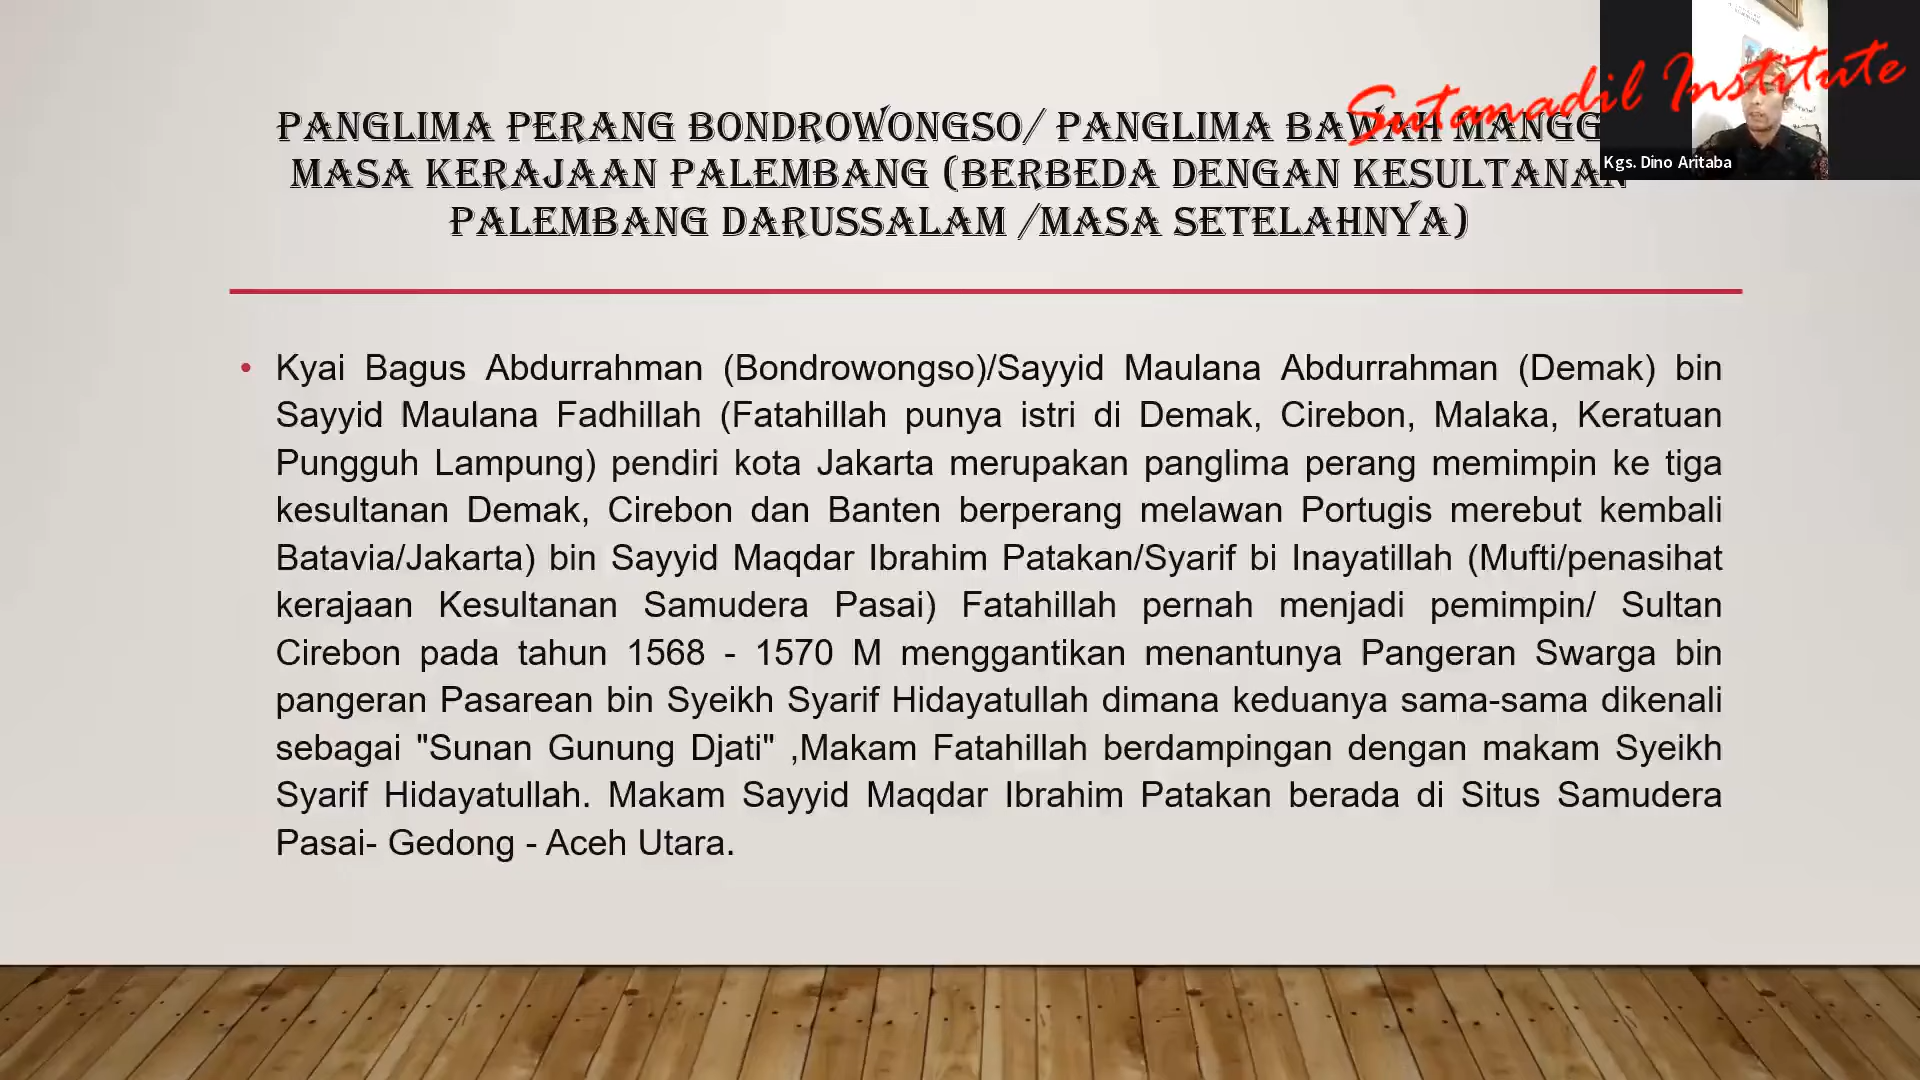 PANGLIMA PERANG BONDROWONGSO/ PANGLIMA BAWAH
MASA KERAJAAN PALEMBANG (BERBEDA DENGAN KESULTANAN
PALEMBANG DARUSSALAM /MASA SETELAHNYA)
Sutanadil Institute
Kgs. Dino Aritaba
• Kyai Bagus Abdurrahman (Bondrowongso)/Sayyid Maulana Abdurrahman (Demak) bin
Sayyid Maulana Fadhillah (Fatahillah punya istri di Demak, Cirebon, Malaka, Keratuan
Pungguh Lampung) pendiri kota Jakarta merupakan panglima perang memimpin ke tiga
kesultanan Demak, Cirebon dan Banten berperang melawan Portugis merebut kembali
Batavia/Jakarta) bin Sayyid Maqdar Ibrahim Patakan/Syarif bi Inayatillah (Mufti/penasihat
kerajaan Kesultanan Samudera Pasai) Fatahillah pernah menjadi pemimpin/ Sultan
Cirebon pada tahun 1568 - 1570 M menggantikan menantunya Pangeran Swarga bin
pangeran Pasarean bin Syeikh Syarif Hidayatullah dimana keduanya sama-sama dikenali
sebagai "Sunan Gunung Djati" ,Makam Fatahillah berdampingan dengan makam Syeikh
Syarif Hidayatullah. Makam Sayyid Maqdar Ibrahim Patakan berada di Situs Samudera
Pasai- Gedong - Aceh Utara.